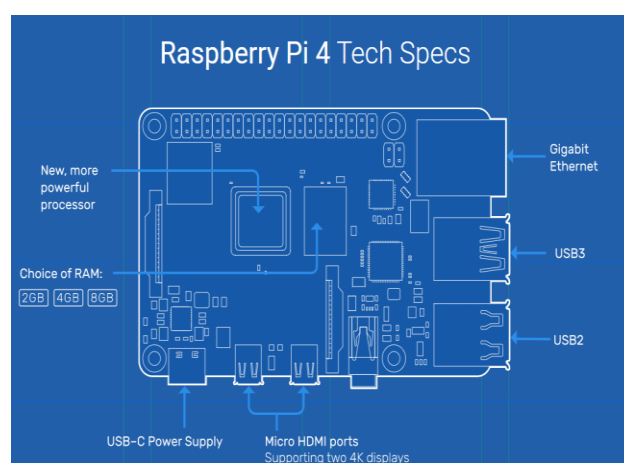 Raspberry Pi 4 Tech Specs
New, more
powerful
processor
Gigabit
Ethernet
Choice of RAM:
2GB 4GB 8GB
USB3
USB2
USB-C Power Supply
Micro HDMI ports
Supporting two 4K displays